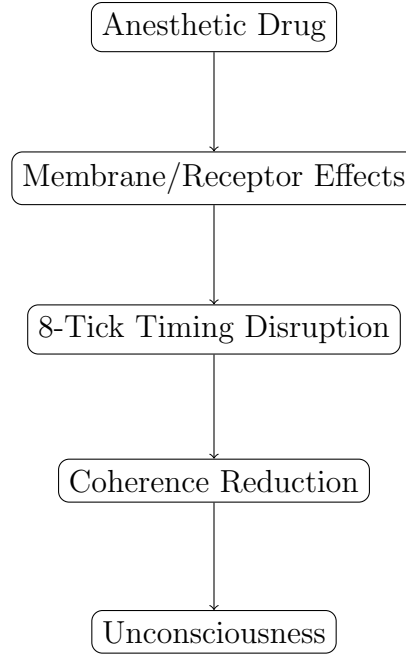 Anesthetic Drug
Membrane/Receptor Effects
8-Tick Timing Disruption
Coherence Reduction
Unconsciousness